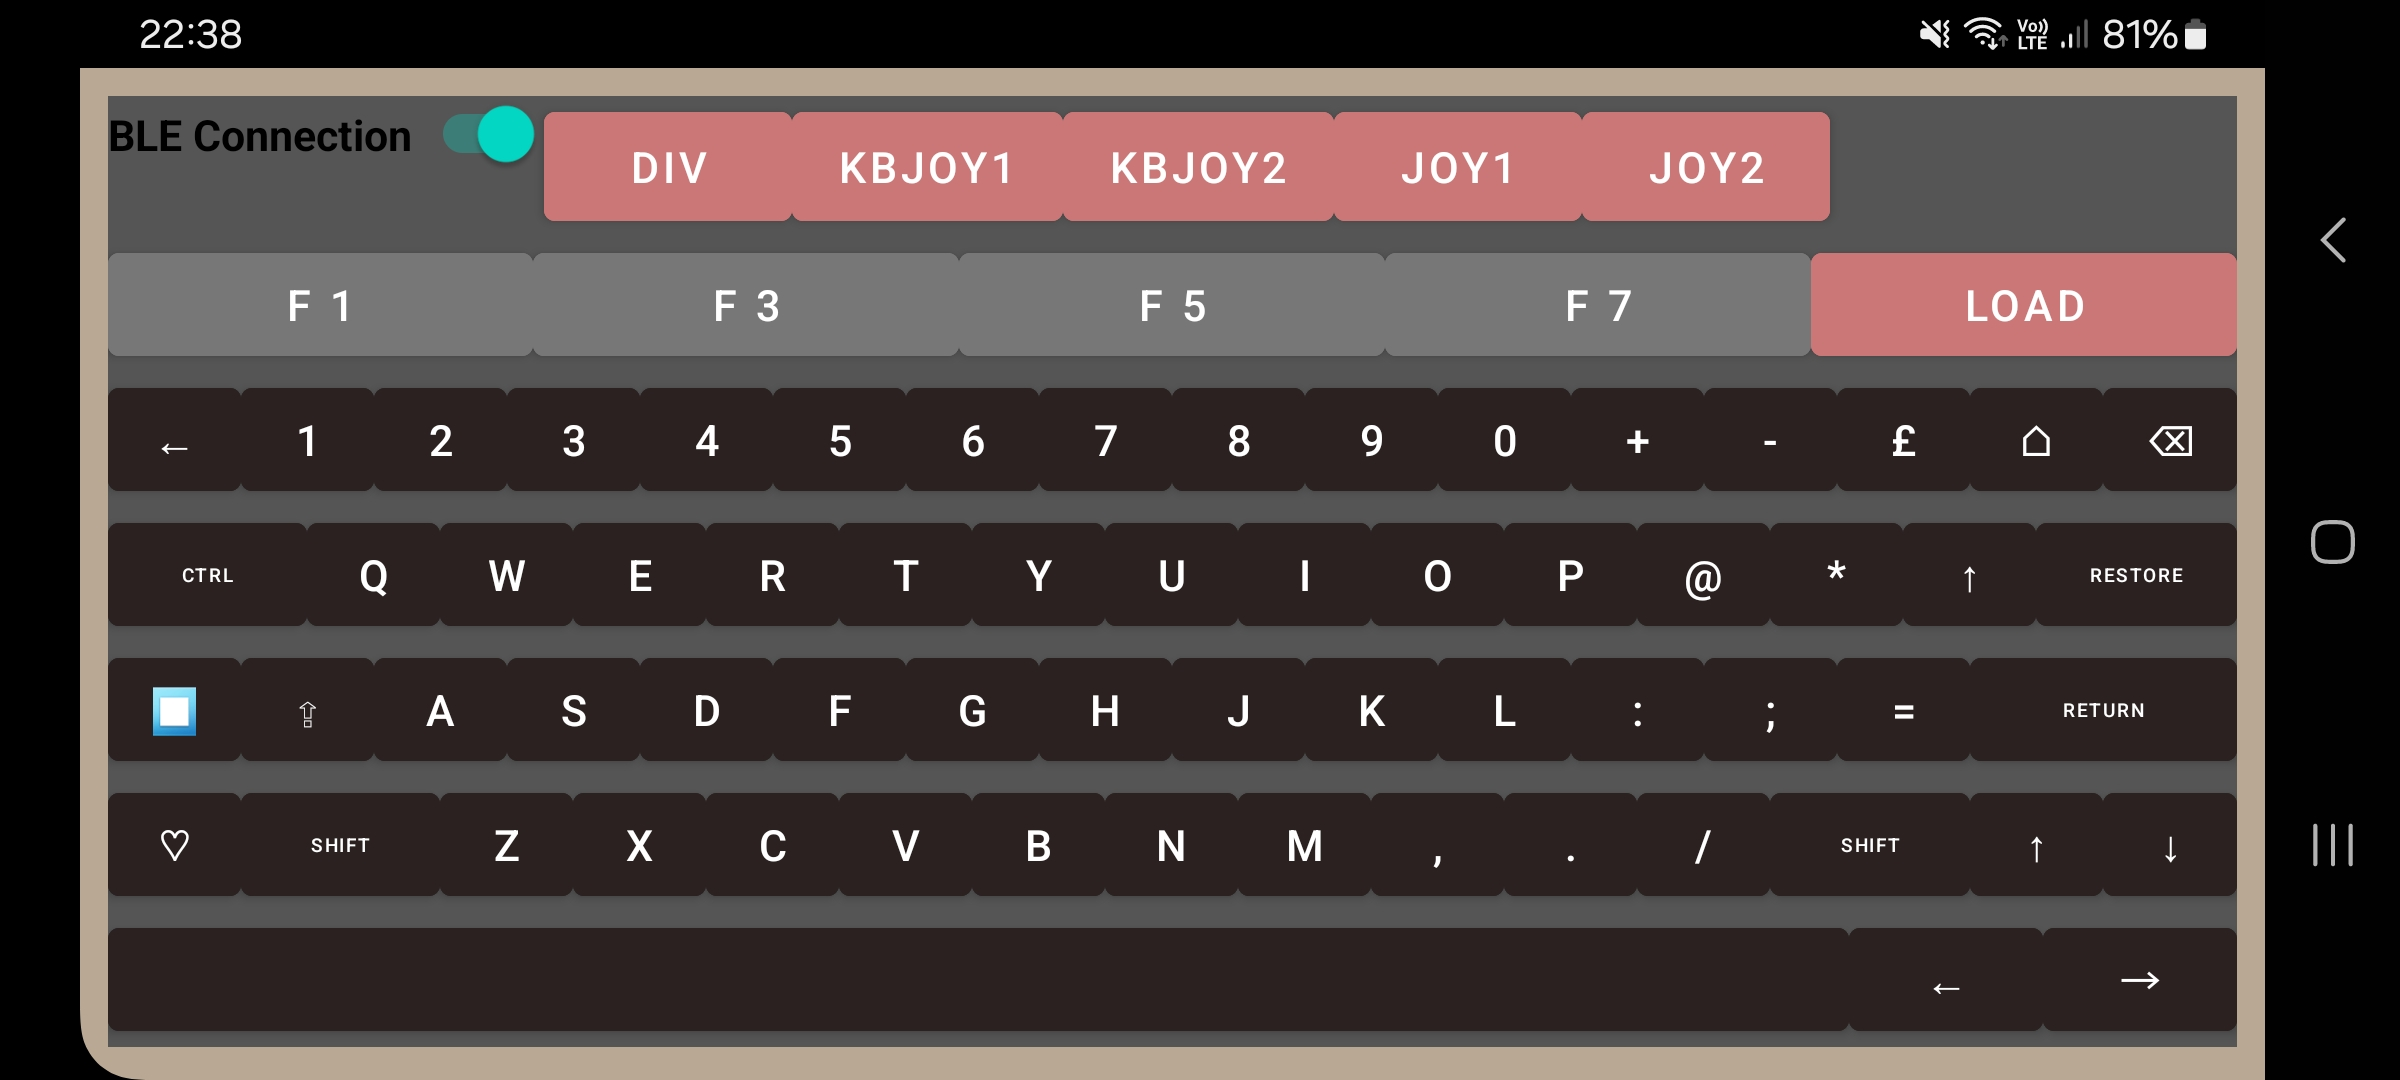 22:38 Vo)) LTE 81%
BLE Connection DIV KBJOY1 KBJOY2 JOY1 JOY2
F 1 F 3 F 5 F 7 LOAD
← 1 2 3 4 5 6 7 8 9 0 + - £ ⌂ ⌫
CTRL Q W E R T Y U I O P @ * ↑ RESTORE
⇪ A S D F G H J K L : ; = RETURN
♡ SHIFT Z X C V B N M , . / SHIFT ↑ ↓
← →